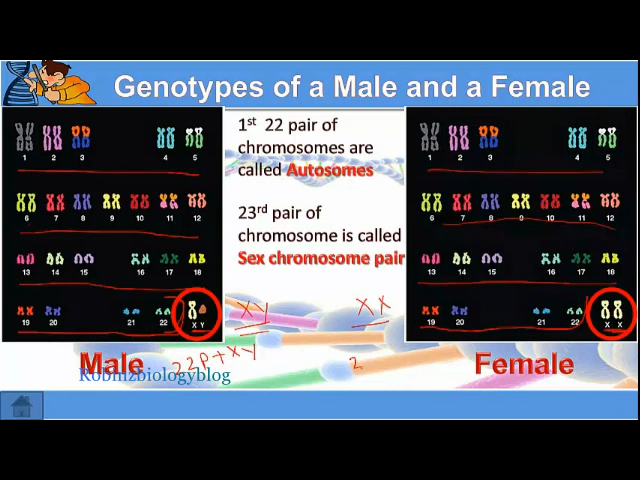 Genotypes of a Male and a Female
1 2 3 4 5
6 7 8 9 10 11 12
13 14 15 16 17 18
19 20 21 22 X Y
1st 22 pair of
chromosomes are
called Autosomes
23rd pair of
chromosome is called
Sex chromosome pair
1 2 3 4 5
6 7 8 9 10 11 12
13 14 15 16 17 18
19 20 21 22 X X
XY
XX
22P+XY
2
Male
Robinzbiologyblog
Female